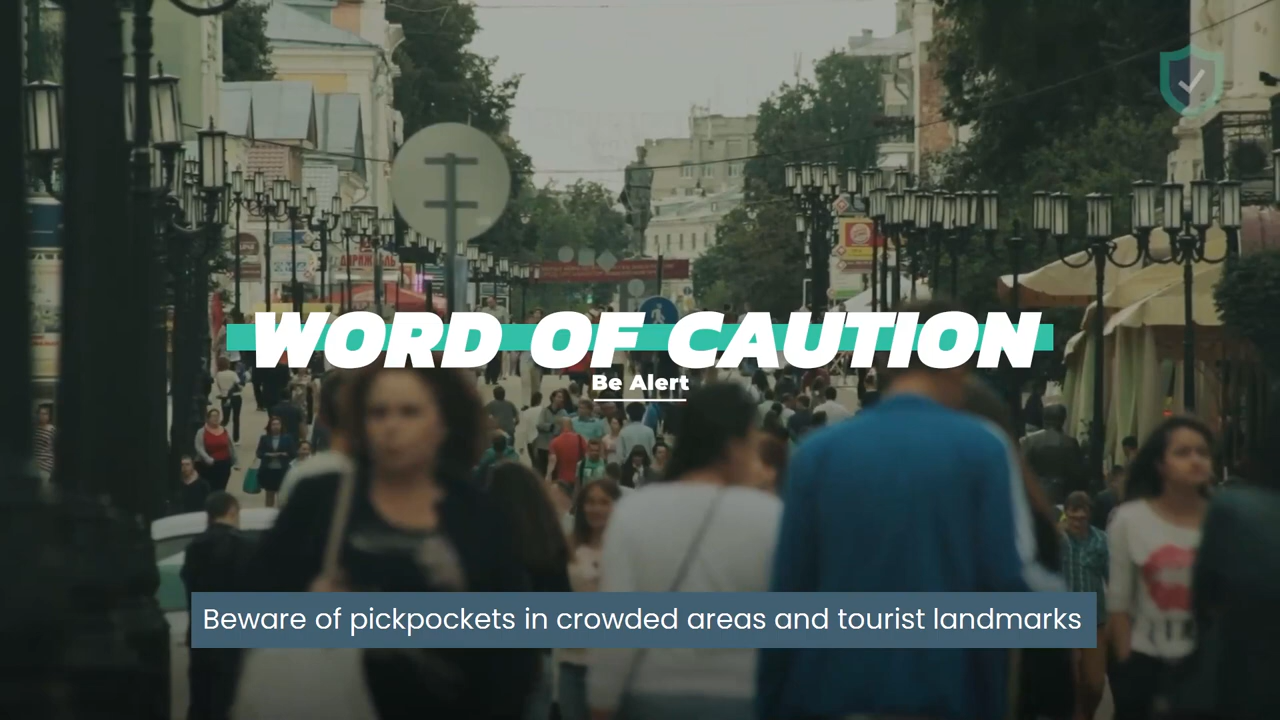 WORD OF CAUTION
Be Alert
Beware of pickpockets in crowded areas and tourist landmarks